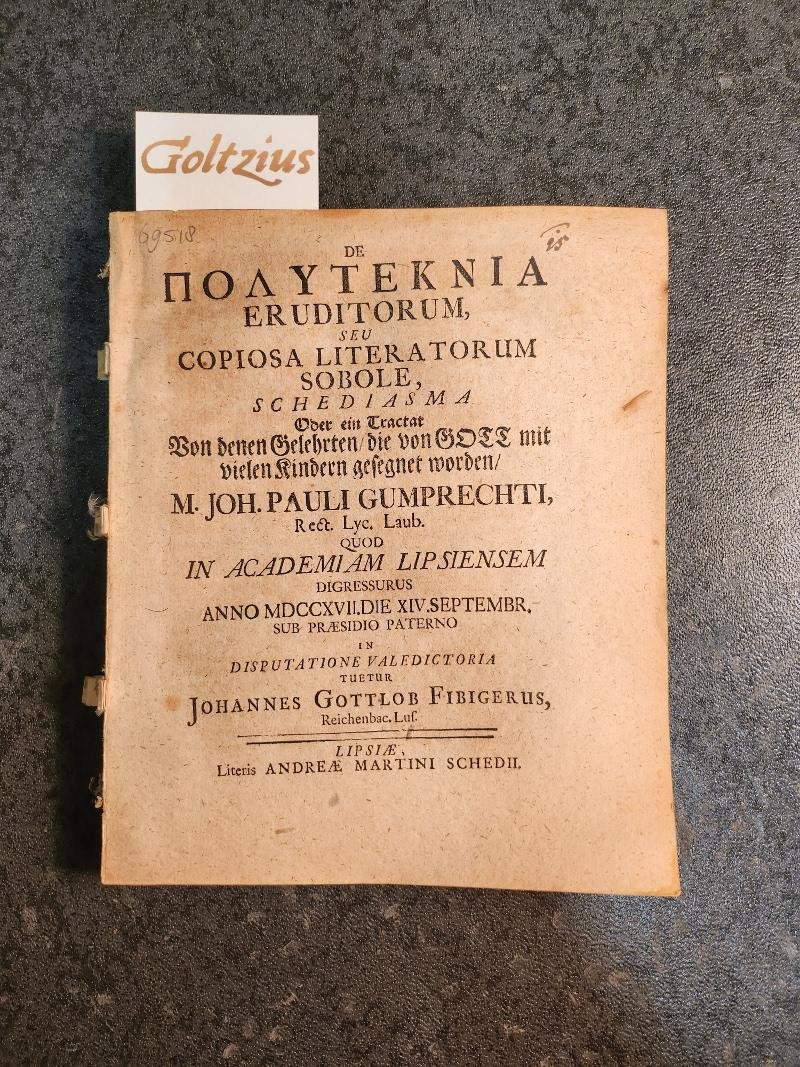 Goltzius
69518
15
DE
ΠΟΛΥΤΕΚΝΙΑ
ERUDITORUM,
SEU
COPIOSA LITERATORUM
SOBOLE,
SCHEDIASMA
Oder ein Tractat
Von denen Gelehrten/ die von GOTT mit
vielen Kindern gesegnet worden/
M. JOH. PAULI GUMPRECHTI,
Rect. Lyc. Laub.
QUOD
IN ACADEMIAM LIPSIENSEM
DIGRESSURUS
ANNO MDCCXVII. DIE XIV. SEPTEMBR.
SUB PRÆSIDIO PATERNO
IN
DISPUTATIONE VALEDICTORIA
TUETUR
JOHANNES GOTTLOB FIBIGERUS,
Reichenbac. Lus.
LIPSIÆ,
Literis ANDREÆ MARTINI SCHEDII.